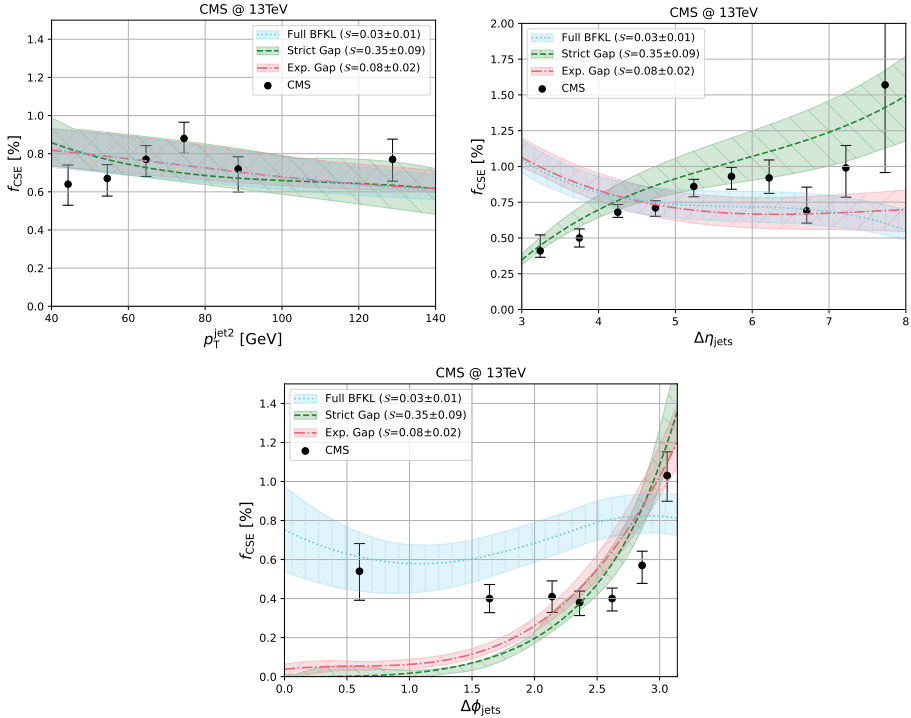 CMS @ 13TeV
Full BFKL (𝒮=0.03±0.01)
Strict Gap (𝒮=0.35±0.09)
Exp. Gap (𝒮=0.08±0.02)
CMS
f_CSE [%]
1.4
1.2
1.0
0.8
0.6
0.4
0.2
0.0
40 60 80 100 120 140
p_T^jet2 [GeV]
CMS @ 13TeV
Full BFKL (𝒮=0.03±0.01)
Strict Gap (𝒮=0.35±0.09)
Exp. Gap (𝒮=0.08±0.02)
CMS
f_CSE [%]
2.00
1.75
1.50
1.25
1.00
0.75
0.50
0.25
0.00
3 4 5 6 7 8
Δη_jets
CMS @ 13TeV
Full BFKL (𝒮=0.03±0.01)
Strict Gap (𝒮=0.35±0.09)
Exp. Gap (𝒮=0.08±0.02)
CMS
f_CSE [%]
1.4
1.2
1.0
0.8
0.6
0.4
0.2
0.0
0.0 0.5 1.0 1.5 2.0 2.5 3.0
Δϕ_jets